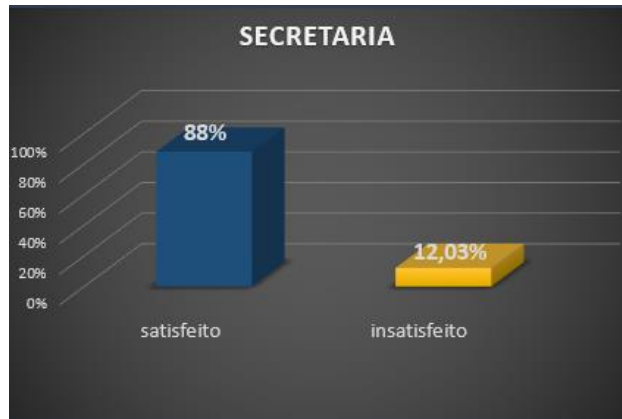 SECRETARIA
88%
12,03%
100%
80%
60%
40%
20%
0%
satisfeito
insatisfeito